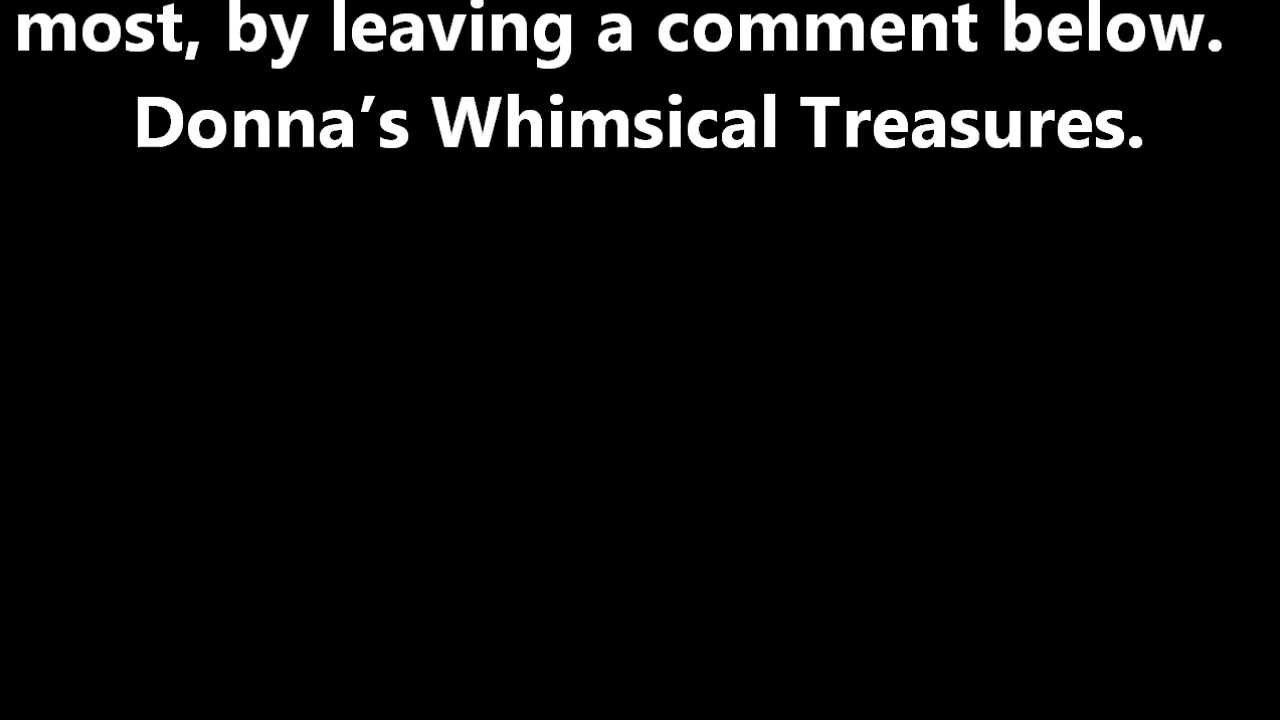 most, by leaving a comment below.
Donna’s Whimsical Treasures.